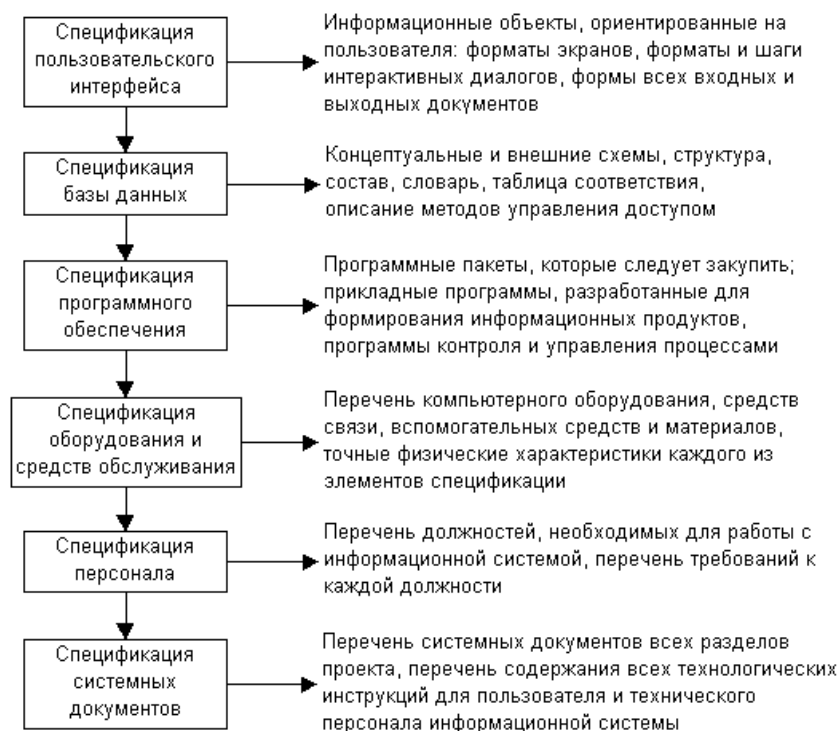 Спецификация
пользовательского
интерфейса
Информационные объекты, ориентированные на
пользователя: форматы экранов, форматы и шаги
интерактивных диалогов, формы всех входных и
выходных документов
Спецификация
базы данных
Концептуальные и внешние схемы, структура,
состав, словарь, таблица соответствия,
описание методов управления доступом
Спецификация
программного
обеспечения
Программные пакеты, которые следует закупить;
прикладные программы, разработанные для
формирования информационных продуктов,
программы контроля и управления процессами
Спецификация
оборудования и
средств обслуживания
Перечень компьютерного оборудования, средств
связи, вспомогательных средств и материалов,
точные физические характеристики каждого из
элементов спецификации
Спецификация
персонала
Перечень должностей, необходимых для работы с
информационной системой, перечень требований к
каждой должности
Спецификация
системных
документов
Перечень системных документов всех разделов
проекта, перечень содержания всех технологических
инструкций для пользователя и технического
персонала информационной системы